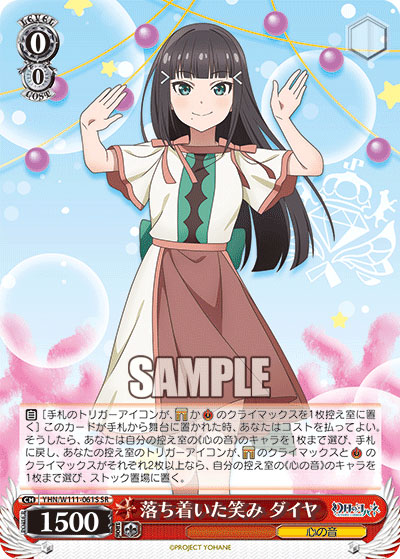 LEVEL
0
0
COST
SAMPLE
自 [手札のトリガーアイコンが、かのクライマックスを1枚控え室に置く] このカードが手札から舞台に置かれた時、あなたはコストを払ってよい。そうしたら、あなたは自分の控え室の《心の音》のキャラを1枚まで選び、手札に戻し、あなたの控え室のトリガーアイコンが、のクライマックスとのクライマックスがそれぞれ2枚以上なら、自分の控え室の《心の音》のキャラを1枚まで選び、ストック置場に置く。
CH YHN/W111-061S SR
1500
落ち着いた笑み ダイヤ
心の音
©PROJECT YOHANE